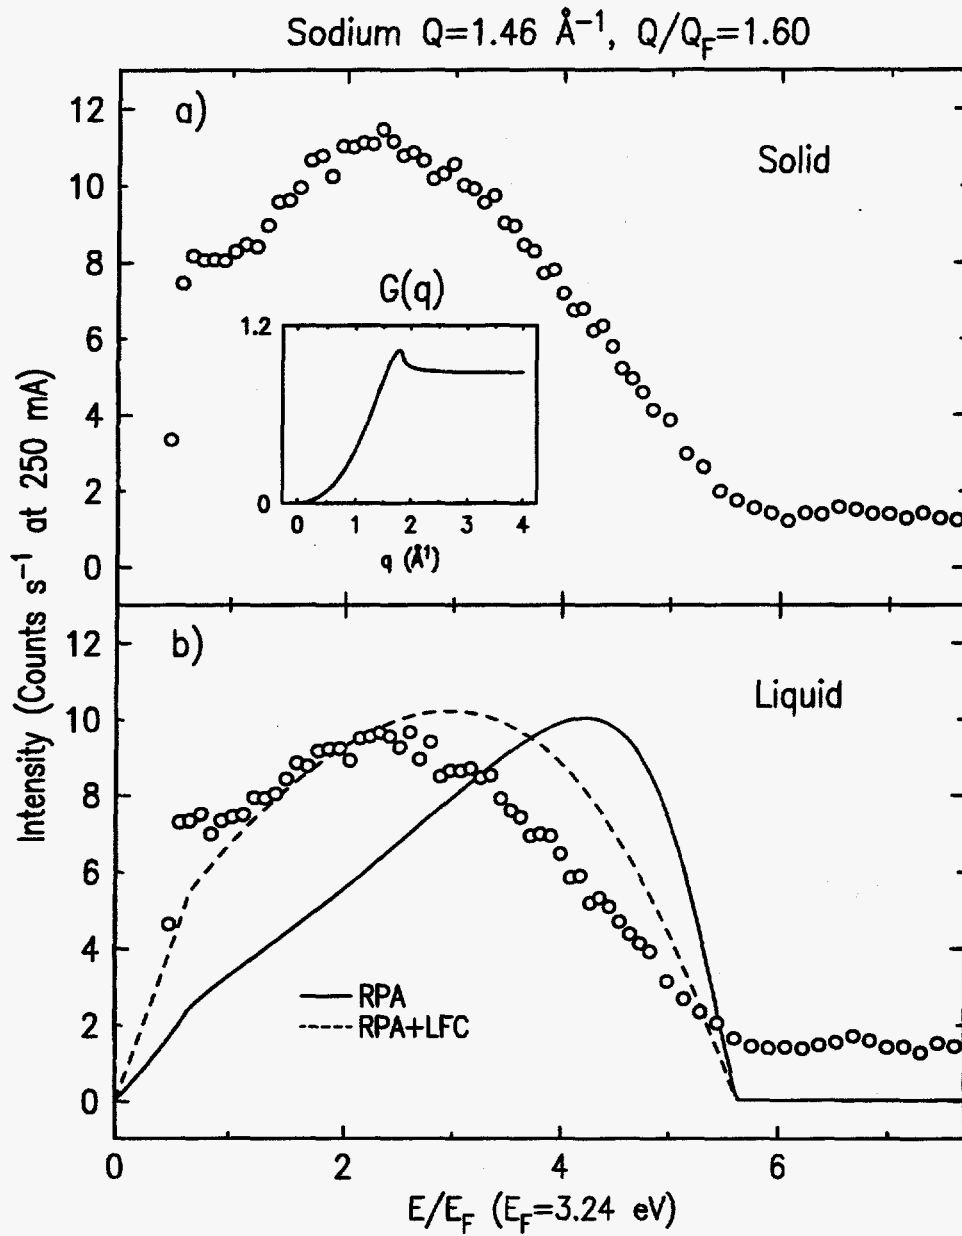 Sodium Q=1.46 Å⁻¹, Q/Q_F=1.60
Intensity (Counts s⁻¹ at 250 mA)
a)
Solid
12
10
8
6
4
2
0
G(q)
1.2
0
0 1 2 3 4
q (Å¹)
b)
Liquid
12
10
8
6
4
2
0
RPA
RPA+LFC
0 2 4 6
E/E_F (E_F=3.24 eV)